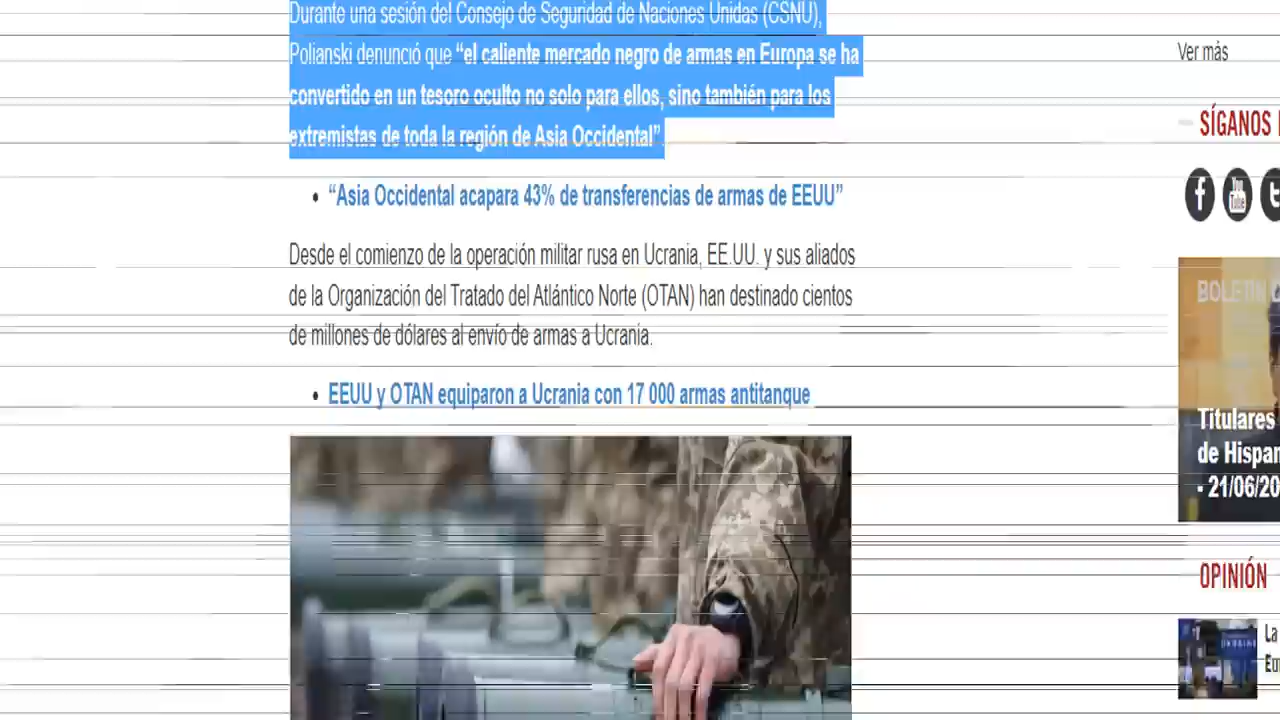 Durante una sesión del Consejo de Seguridad de Naciones Unidas (CSNU),
Polianski denunció que “el caliente mercado negro de armas en Europa se ha
convertido en un tesoro oculto no solo para ellos, sino también para los
extremistas de toda la región de Asia Occidental”.
• “Asia Occidental acapara 43% de transferencias de armas de EEUU”
Desde el comienzo de la operación militar rusa en Ucrania, EE.UU. y sus aliados
de la Organización del Tratado del Atlántico Norte (OTAN) han destinado cientos
de millones de dólares al envío de armas a Ucrania.
• EEUU y OTAN equiparon a Ucrania con 17 000 armas antitanque
Ver más
SÍGANOS
You
Tube
BOLETÍN
Titulares
de Hispan
- 21/06/20
OPINIÓN
La
Eur